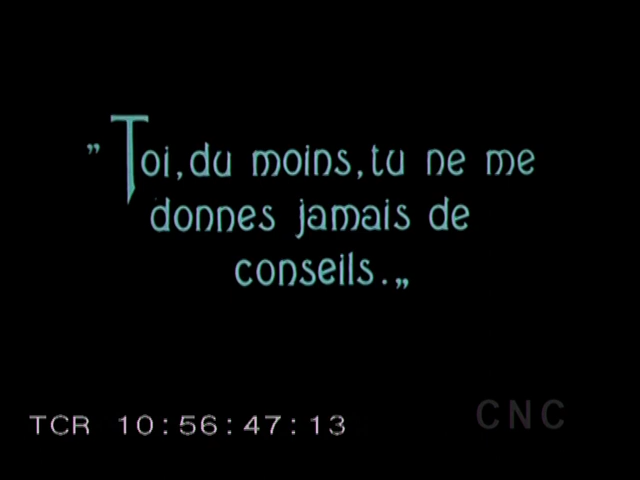 ” Toi, du moins, tu ne me
donnes jamais de
conseils.„
TCR 10:56:47:13
CNC